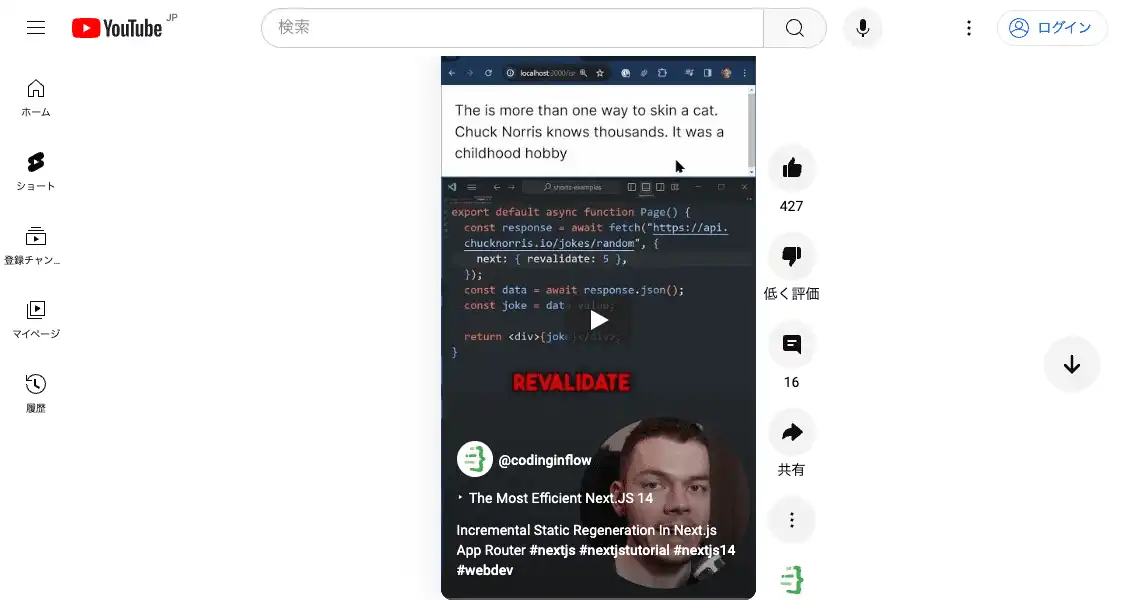 YouTube JP
検索
ログイン
ホーム
ショート
登録チャン...
マイページ
履歴
localhost:3000/isr
The is more than one way to skin a cat.
Chuck Norris knows thousands. It was a
childhood hobby
shorts-examples
export default async function Page() {
const response = await fetch("https://api.
chucknorris.io/jokes/random", {
next: { revalidate: 5 },
});
const data = await response.json();
const joke = data.value;
return <div>{joke}</div>;
}
REVALIDATE
@codinginflow
‣ The Most Efficient Next.JS 14
Incremental Static Regeneration In Next.js
App Router #nextjs #nextjstutorial #nextjs14
#webdev
427
低く評価
16
共有